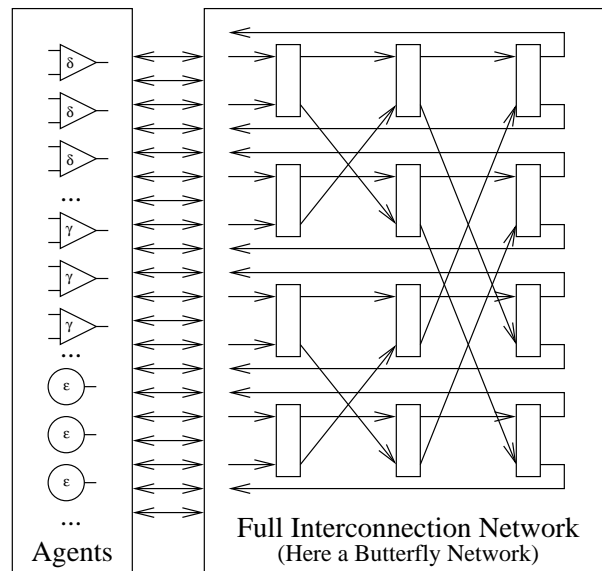 δ
δ
δ
...
γ
γ
γ
...
ε
ε
ε
...
Agents
Full Interconnection Network
(Here a Butterfly Network)